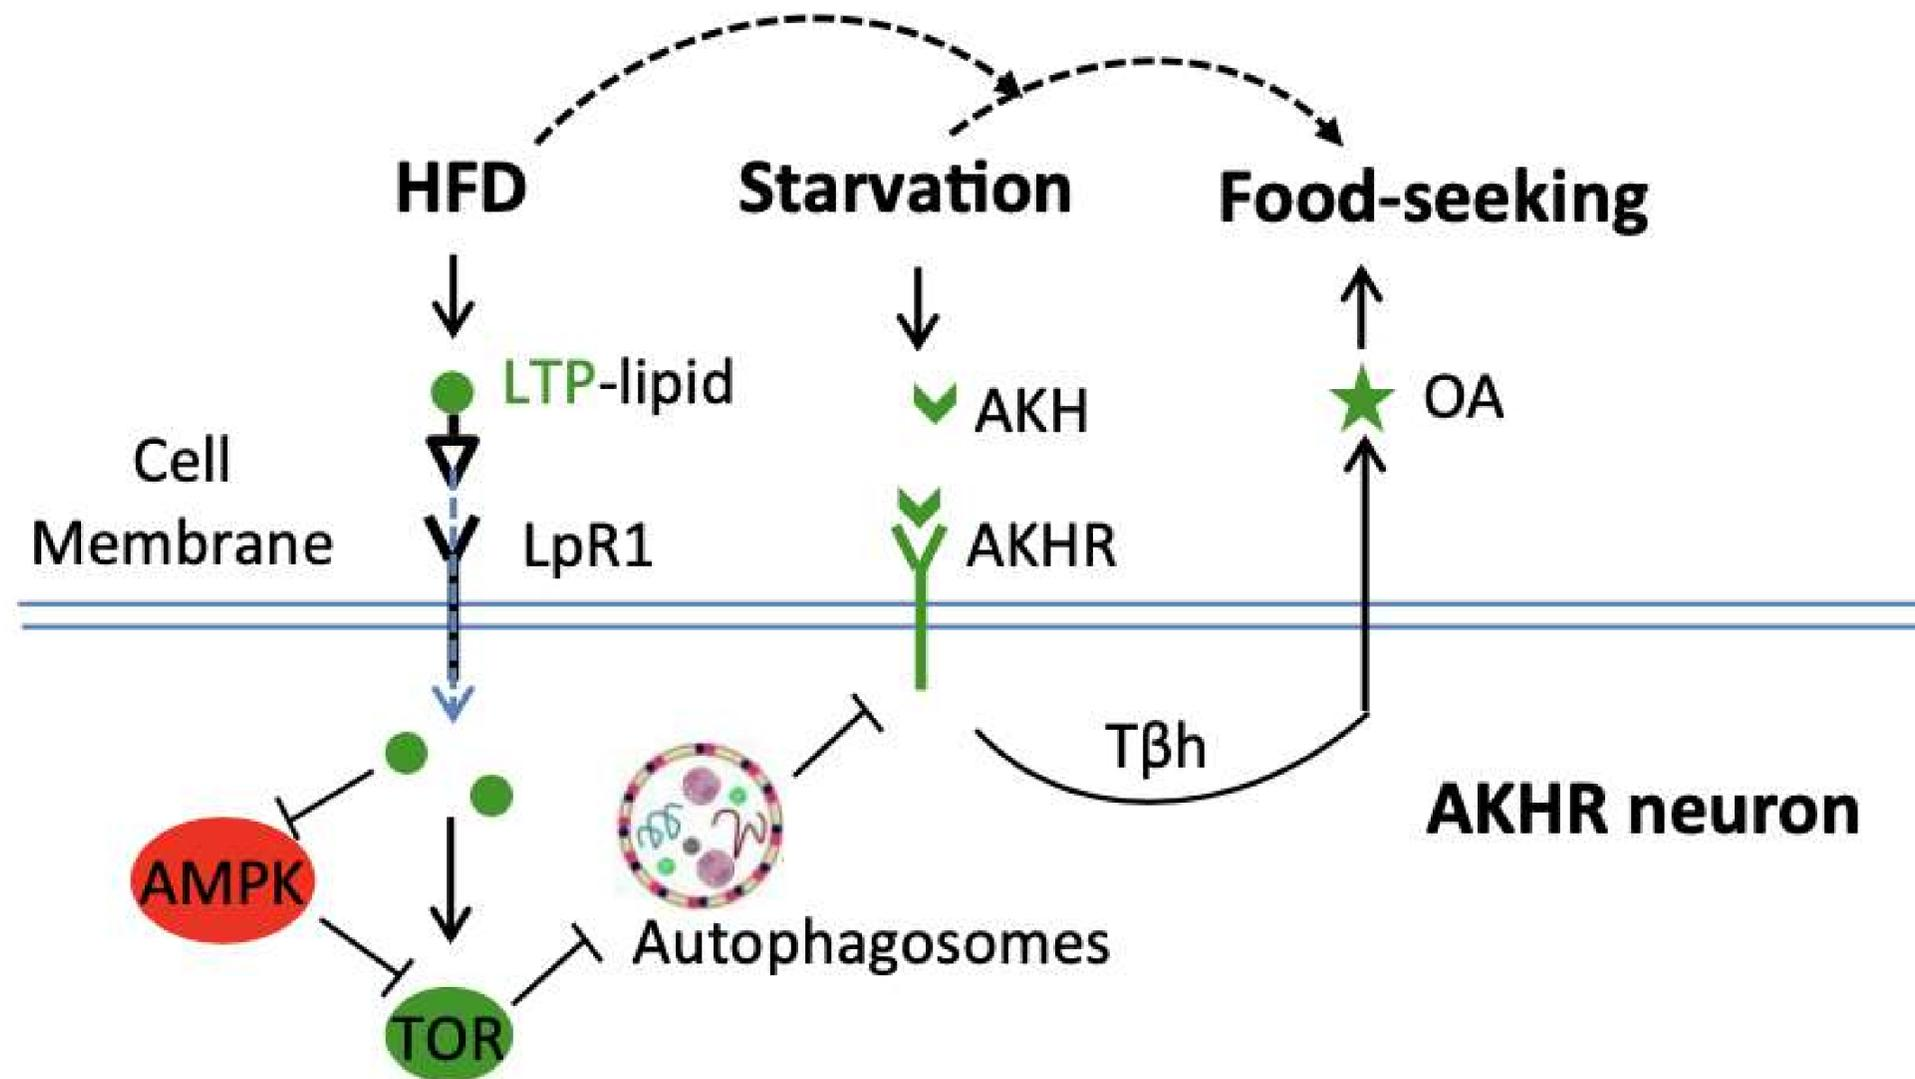 HFD
Starvation
Food-seeking
LTP-lipid
AKH
OA
Cell
Membrane
LpR1
AKHR
Tβh
AKHR neuron
AMPK
Autophagosomes
TOR